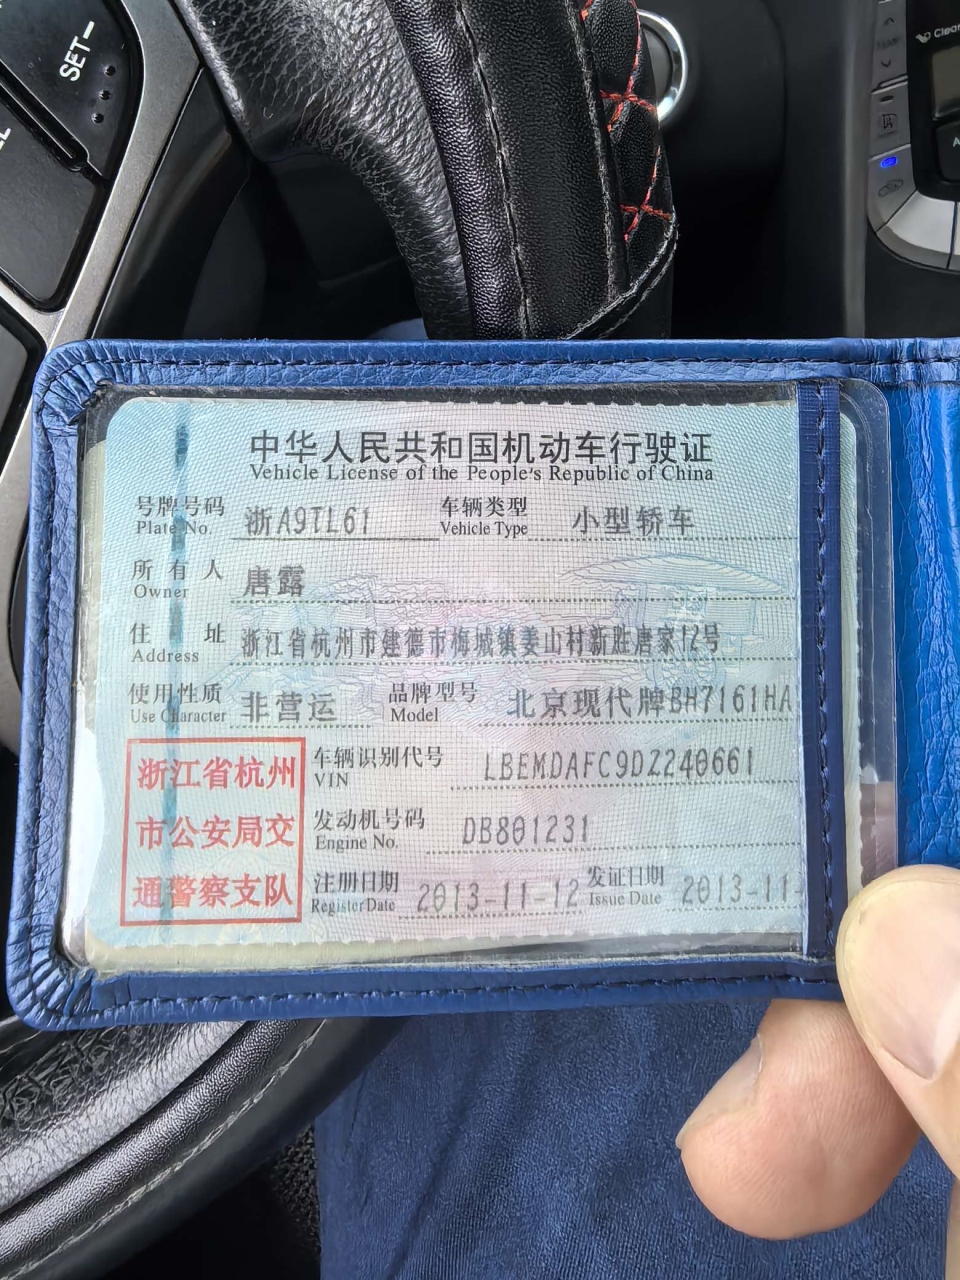 SET-
Clean
中华人民共和国机动车行驶证
Vehicle License of the People's Republic of China
号牌号码 浙A9TL61 车辆类型 小型轿车
Plate No. Vehicle Type
所有人 唐露
Owner
住址 浙江省杭州市建德市梅城镇姜山村新胜唐家12号
Address
使用性质 非营运 品牌型号 北京现代牌BH7161HA
Use Character Model
浙江省杭州
市公安局交
通警察支队
车辆识别代号 LBEMDAFC9DZ240661
VIN
发动机号码 DB801231
Engine No.
注册日期 2013-11-12 发证日期 2013-11-
Register Date Issue Date